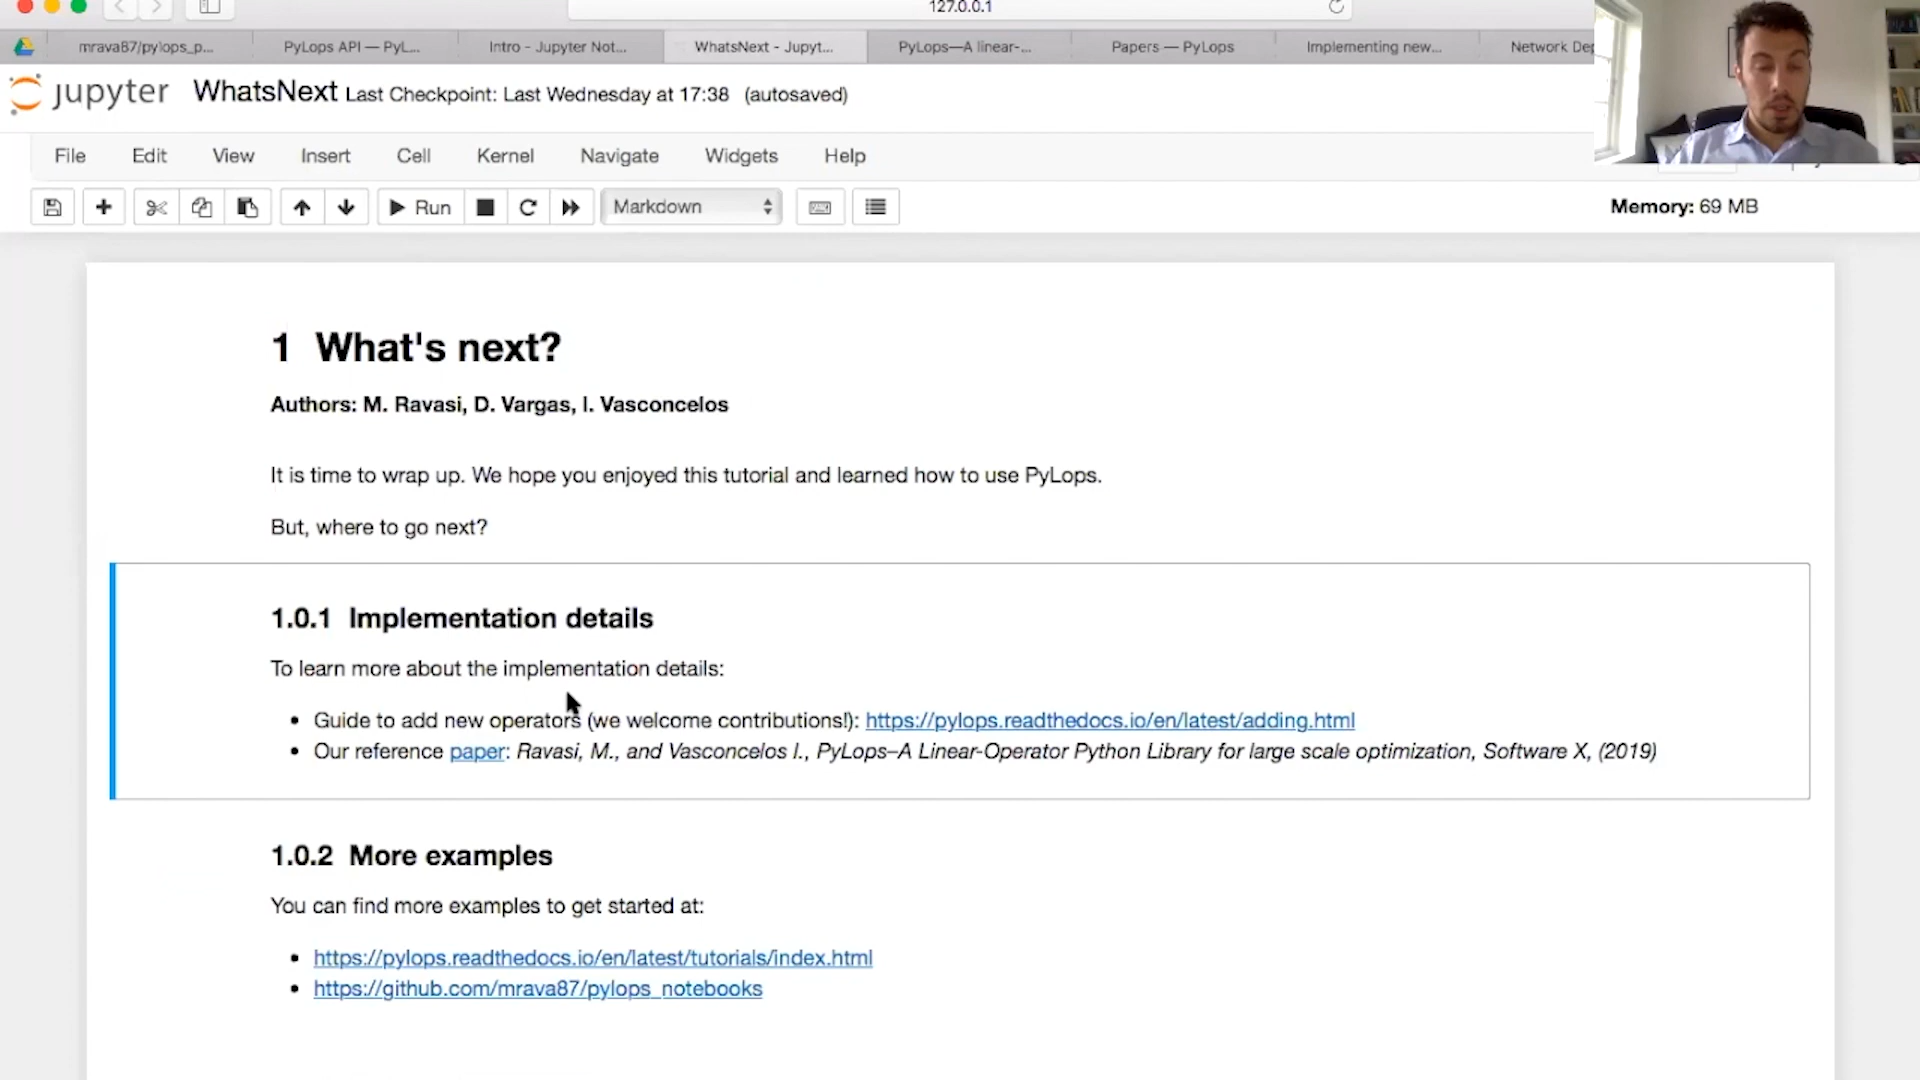 127.0.0.1
mrava87/pylops_p...
PyLops API — PyL...
Intro - Jupyter Not...
WhatsNext - Jupyt...
PyLops—A linear-...
Papers — PyLops
Implementing new...
Network De
jupyter WhatsNext Last Checkpoint: Last Wednesday at 17:38 (autosaved)
File Edit View Insert Cell Kernel Navigate Widgets Help
Run Markdown Memory: 69 MB
1 What's next?
Authors: M. Ravasi, D. Vargas, I. Vasconcelos
It is time to wrap up. We hope you enjoyed this tutorial and learned how to use PyLops.
But, where to go next?
1.0.1 Implementation details
To learn more about the implementation details:
• Guide to add new operators (we welcome contributions!): https://pylops.readthedocs.io/en/latest/adding.html
• Our reference paper: Ravasi, M., and Vasconcelos I., PyLops–A Linear-Operator Python Library for large scale optimization, Software X, (2019)
1.0.2 More examples
You can find more examples to get started at:
• https://pylops.readthedocs.io/en/latest/tutorials/index.html
• https://github.com/mrava87/pylops_notebooks